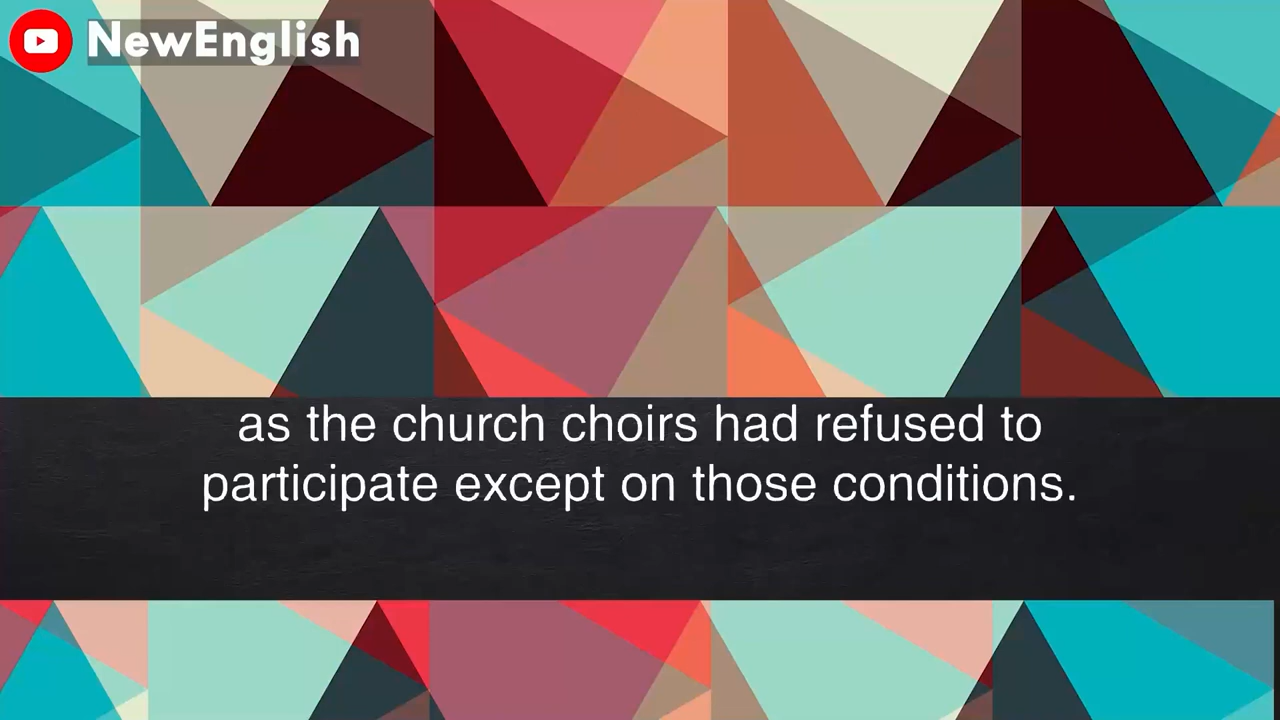 NewEnglish
as the church choirs had refused to
participate except on those conditions.